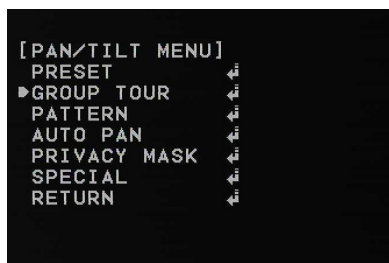 [PAN/TILT MENU]
PRESET ↲
GROUP TOUR ↲
PATTERN ↲
AUTO PAN ↲
PRIVACY MASK ↲
SPECIAL ↲
RETURN ↲